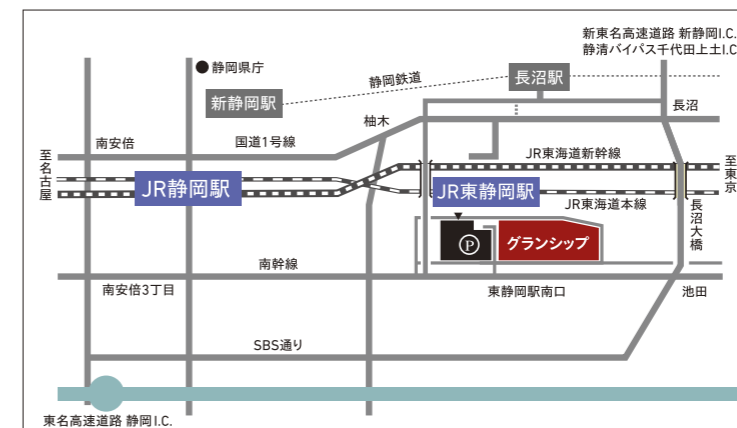 新東名高速道路 新静岡I.C.
静清バイパス千代田上土I.C
静岡県庁
静岡鉄道
長沼駅
新静岡駅
柚木
長沼
南安倍
国道1号線
至名古屋
JR東海道新幹線
至東京
JR静岡駅
JR東静岡駅
JR東海道本線
長沼大橋
P
グランシップ
南幹線
南安倍3丁目
東静岡駅南口
池田
SBS通り
東名高速道路 静岡I.C.